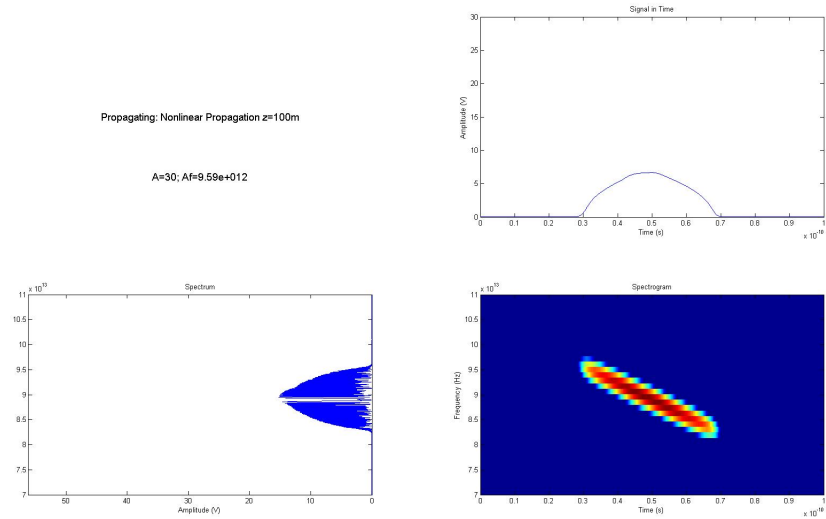 Propagating: Nonlinear Propagation z=100m
A=30; Af=9.59e+012
Signal in Time
30
25
20
15
10
5
0
Amplitude (V)
0 0.1 0.2 0.3 0.4 0.5 0.6 0.7 0.8 0.9 1
Time (s)
x 10^-10
Spectrum
x 10^13
11
10.5
10
9.5
9
8.5
8
7.5
7
50 40 30 20 10 0
Amplitude (V)
Spectrogram
x 10^13
11
10.5
10
9.5
9
8.5
8
7.5
7
Frequency (Hz)
0 0.1 0.2 0.3 0.4 0.5 0.6 0.7 0.8 0.9 1
Time (s)
x 10^-10